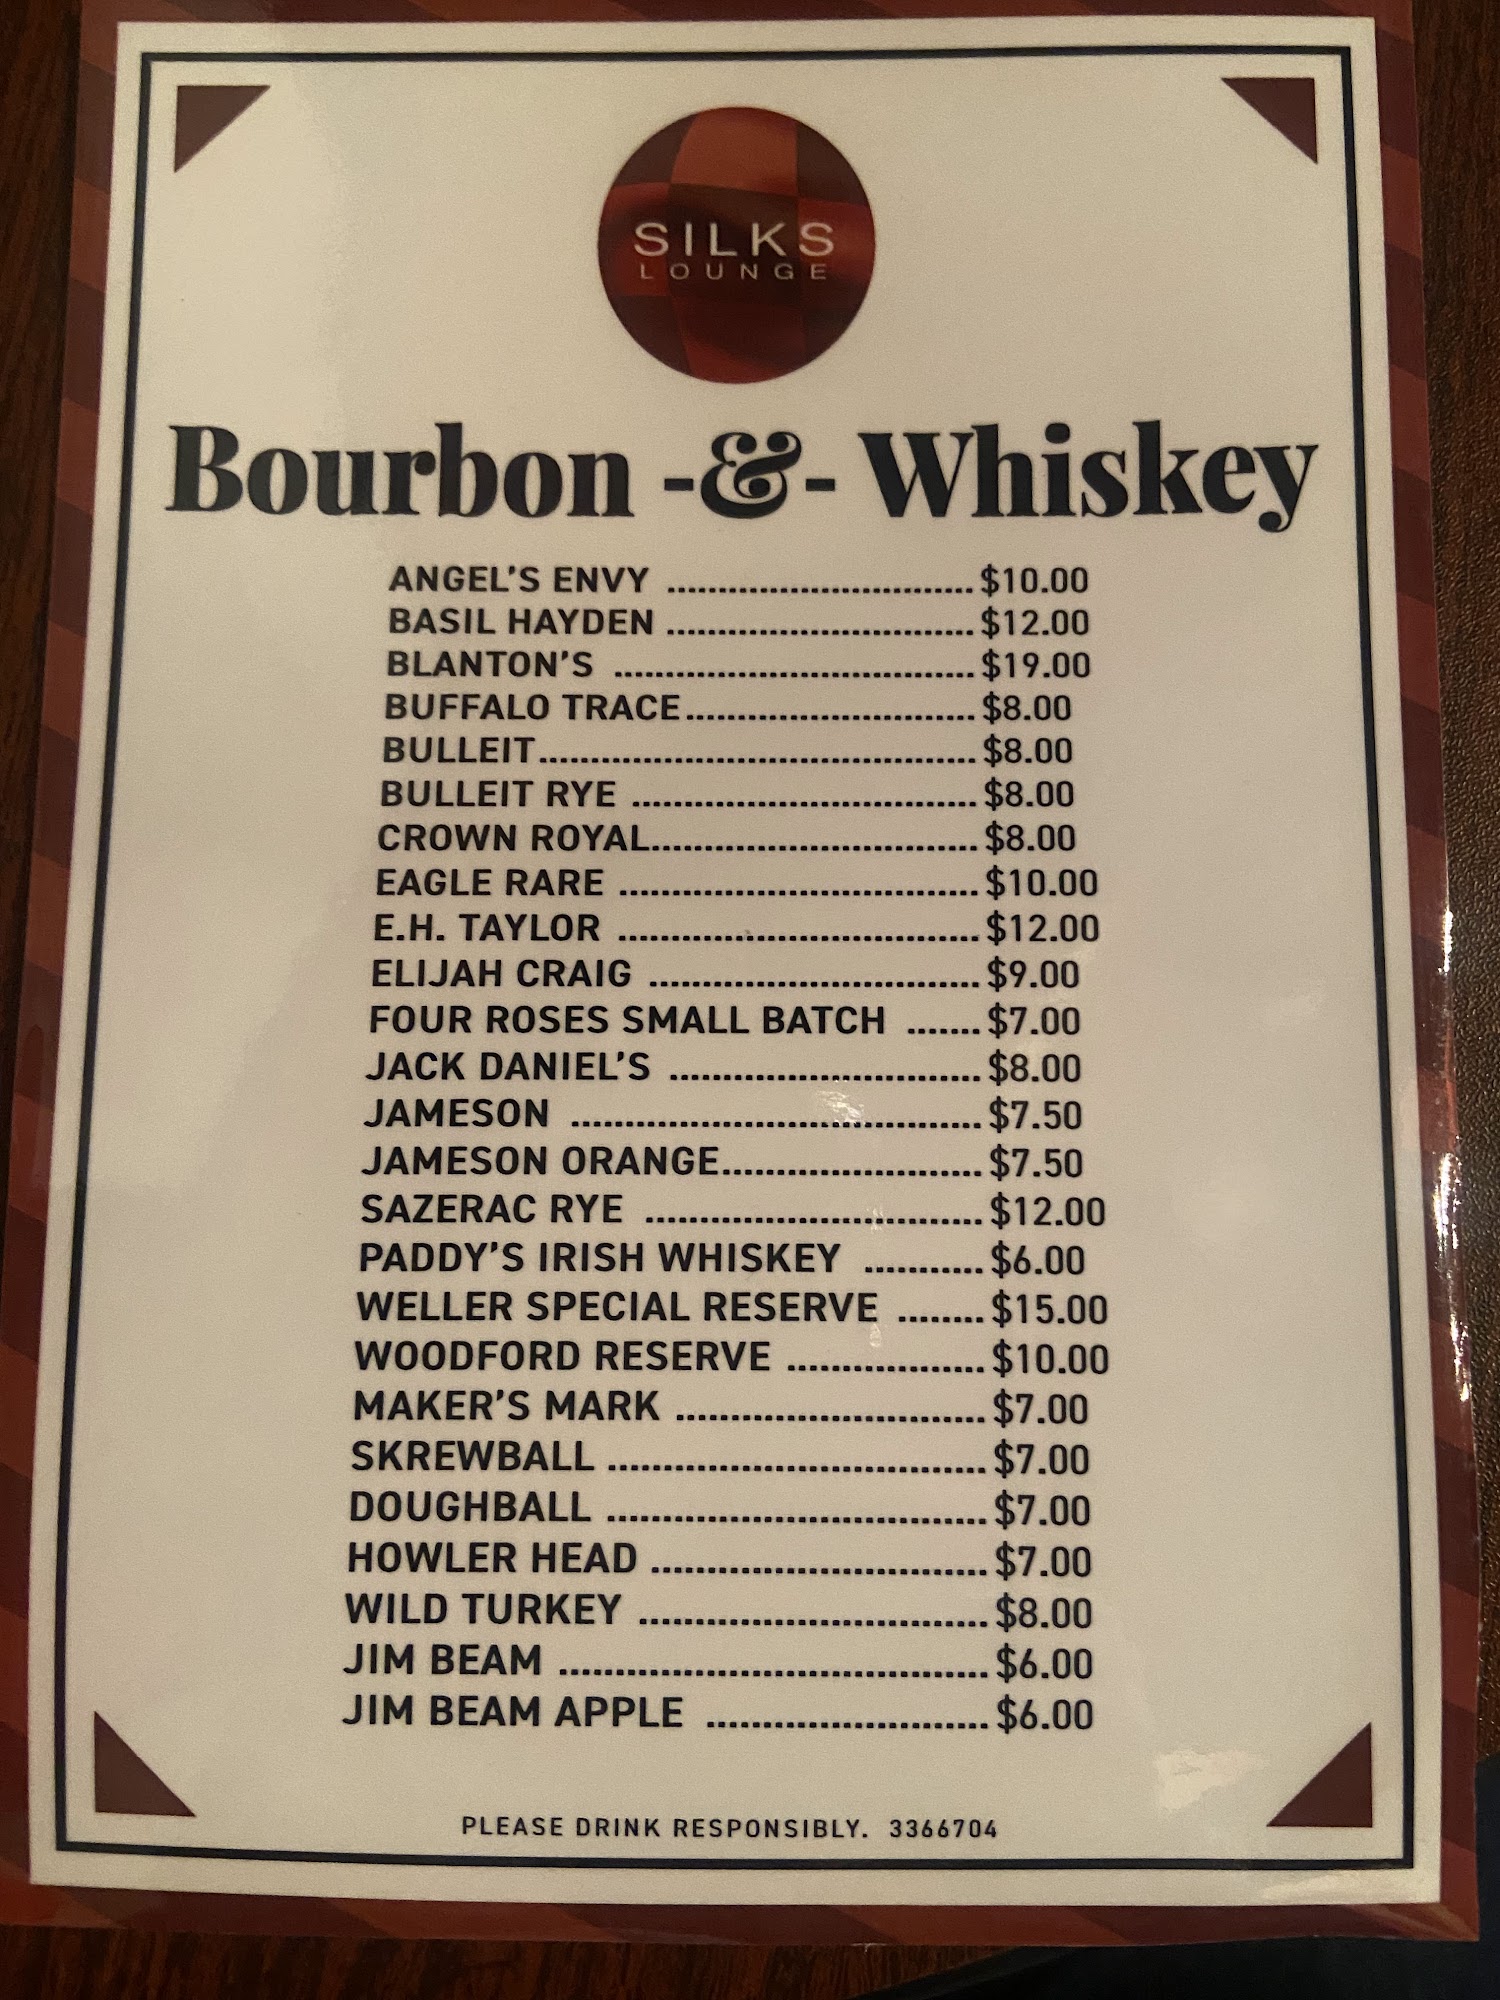 SILKS
LOUNGE
Bourbon -&- Whiskey
ANGEL'S ENVY .............................. $10.00
BASIL HAYDEN .............................. $12.00
BLANTON'S ................................... $19.00
BUFFALO TRACE............................ $8.00
BULLEIT.......................................... $8.00
BULLEIT RYE ................................. $8.00
CROWN ROYAL................................ $8.00
EAGLE RARE ................................... $10.00
E.H. TAYLOR ................................... $12.00
ELIJAH CRAIG ................................ $9.00
FOUR ROSES SMALL BATCH ....... $7.00
JACK DANIEL'S .............................. $8.00
JAMESON ........................................ $7.50
JAMESON ORANGE......................... $7.50
SAZERAC RYE ................................. $12.00
PADDY'S IRISH WHISKEY ........... $6.00
WELLER SPECIAL RESERVE ........ $15.00
WOODFORD RESERVE ................... $10.00
MAKER'S MARK .............................. $7.00
SKREWBALL .................................... $7.00
DOUGHBALL .................................... $7.00
HOWLER HEAD ................................ $7.00
WILD TURKEY ................................. $8.00
JIM BEAM ........................................ $6.00
JIM BEAM APPLE ........................... $6.00
PLEASE DRINK RESPONSIBLY. 3366704